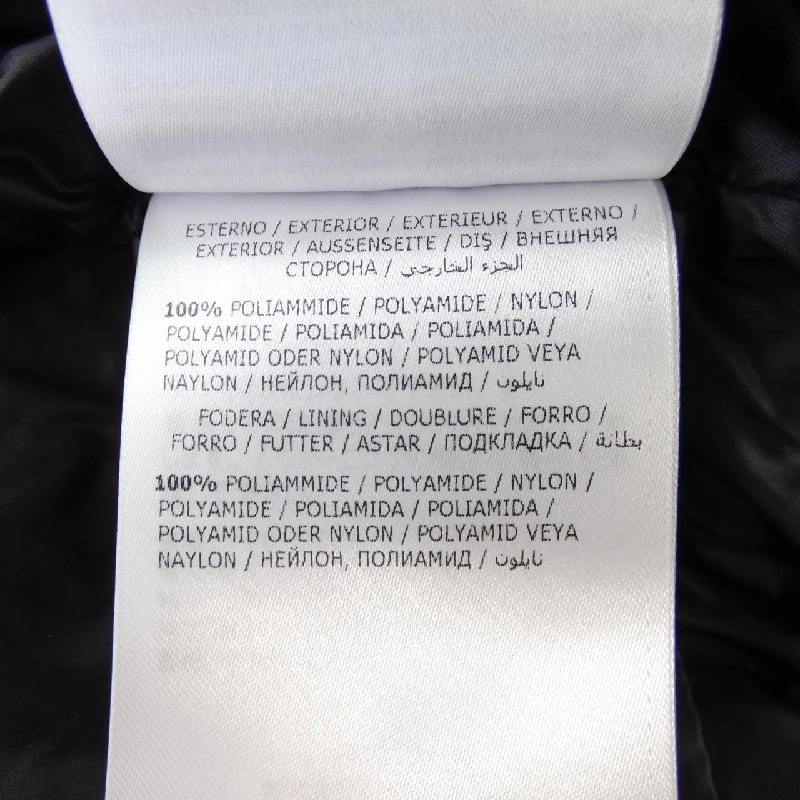 ESTERNO / EXTERIOR / EXTERIEUR / EXTERNO /
EXTERIOR / AUSSENSEITE / DIŞ / ВНЕШНЯЯ
СТОРОНА / الجزء الخارجي
100% POLIAMMIDE / POLYAMIDE / NYLON /
POLYAMIDE / POLIAMIDA / POLIAMIDA /
POLYAMID ODER NYLON / POLYAMID VEYA
NAYLON / НЕЙЛОН, ПОЛИАМИД / نايلون
FODERA / LINING / DOUBLURE / FORRO /
FORRO / FUTTER / ASTAR / ПОДКЛАДКА / بطانة
100% POLIAMMIDE / POLYAMIDE / NYLON /
POLYAMIDE / POLIAMIDA / POLIAMIDA /
POLYAMID ODER NYLON / POLYAMID VEYA
NAYLON / НЕЙЛОН, ПОЛИАМИД / نايلون